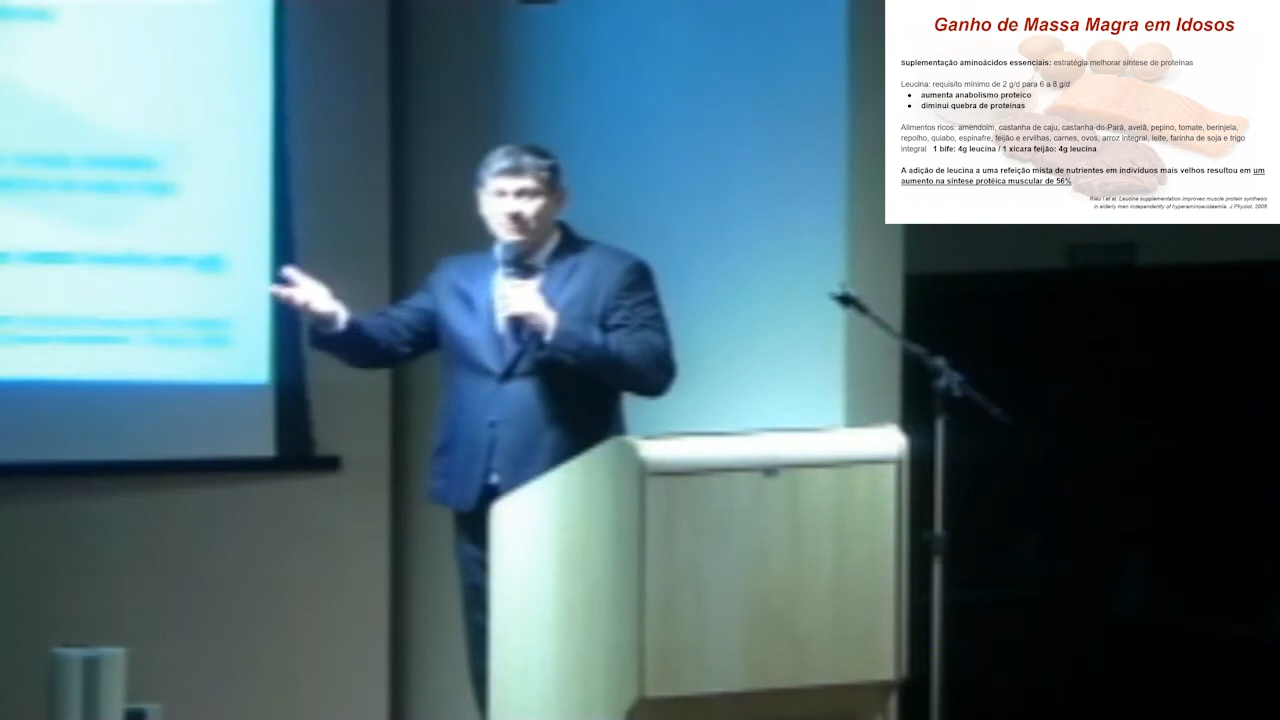 Ganho de Massa Magra em Idosos
Suplementação aminoácidos essenciais: estratégia melhorar síntese de proteínas
Leucina: requisito mínimo de 2 g/d para 6 a 8 g/d
● aumenta anabolismo proteico
● diminui quebra de proteínas
Alimentos ricos: amendoim, castanha de caju, castanha-do-Pará, avelã, pepino, tomate, berinjela,
repolho, quiabo, espinafre, feijão e ervilhas, carnes, ovos, arroz integral, leite, farinha de soja e trigo
integral 1 bife: 4g leucina / 1 xícara feijão: 4g leucina
A adição de leucina a uma refeição mista de nutrientes em indivíduos mais velhos resultou em um
aumento na síntese protéica muscular de 56%
Rieu I et al. Leucine supplementation improves muscle protein synthesis
in elderly men independently of hyperaminoacidaemia. J Physiol. 2006